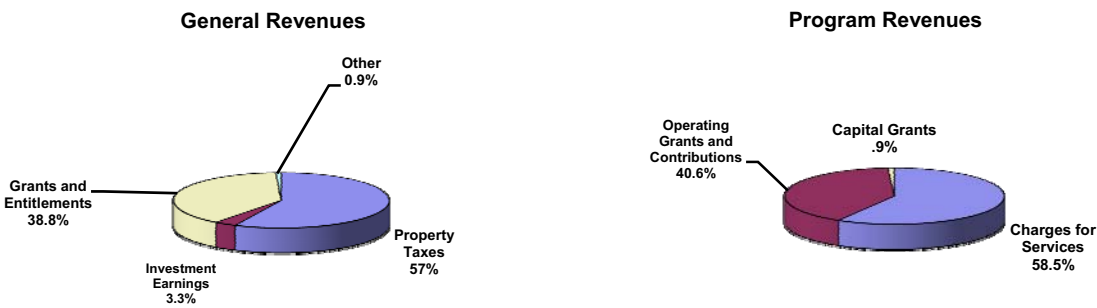 General Revenues
Other
0.9%
Grants and
Entitlements
38.8%
Investment
Earnings
3.3%
Property
Taxes
57%
Program Revenues
Operating
Grants and
Contributions
40.6%
Capital Grants
.9%
Charges for
Services
58.5%